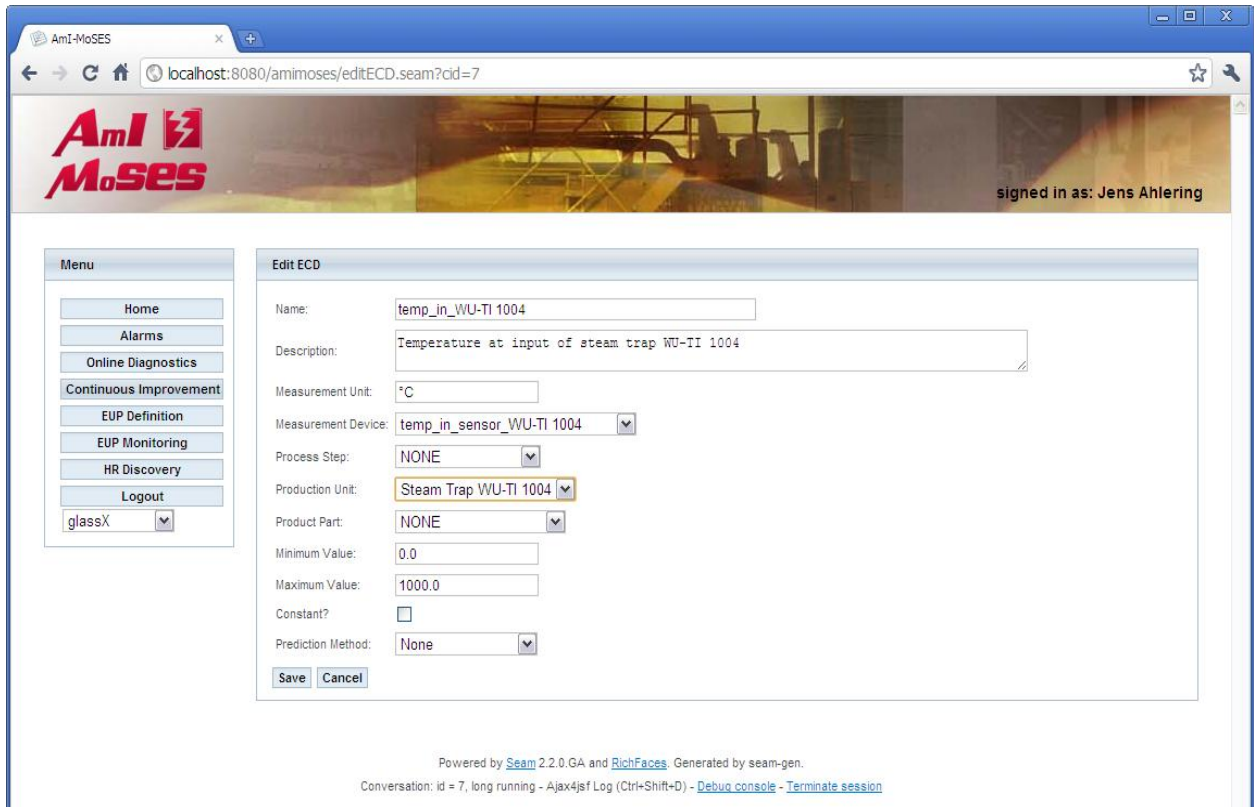 AmI-MoSES
localhost:8080/amimoses/editECD.seam?cid=7
AmI
MoSES
signed in as: Jens Ahlering
Menu
Home
Alarms
Online Diagnostics
Continuous Improvement
EUP Definition
EUP Monitoring
HR Discovery
Logout
glassX
Edit ECD
Name: temp_in_WU-TI 1004
Description: Temperature at input of steam trap WU-TI 1004
Measurement Unit: °C
Measurement Device: temp_in_sensor_WU-TI 1004
Process Step: NONE
Production Unit: Steam Trap WU-TI 1004
Product Part: NONE
Minimum Value: 0.0
Maximum Value: 1000.0
Constant?
Prediction Method: None
Save Cancel
Powered by Seam 2.2.0.GA and RichFaces. Generated by seam-gen.
Conversation: id = 7, long running - Ajax4jsf Log (Ctrl+Shift+D) - Debug console - Terminate session